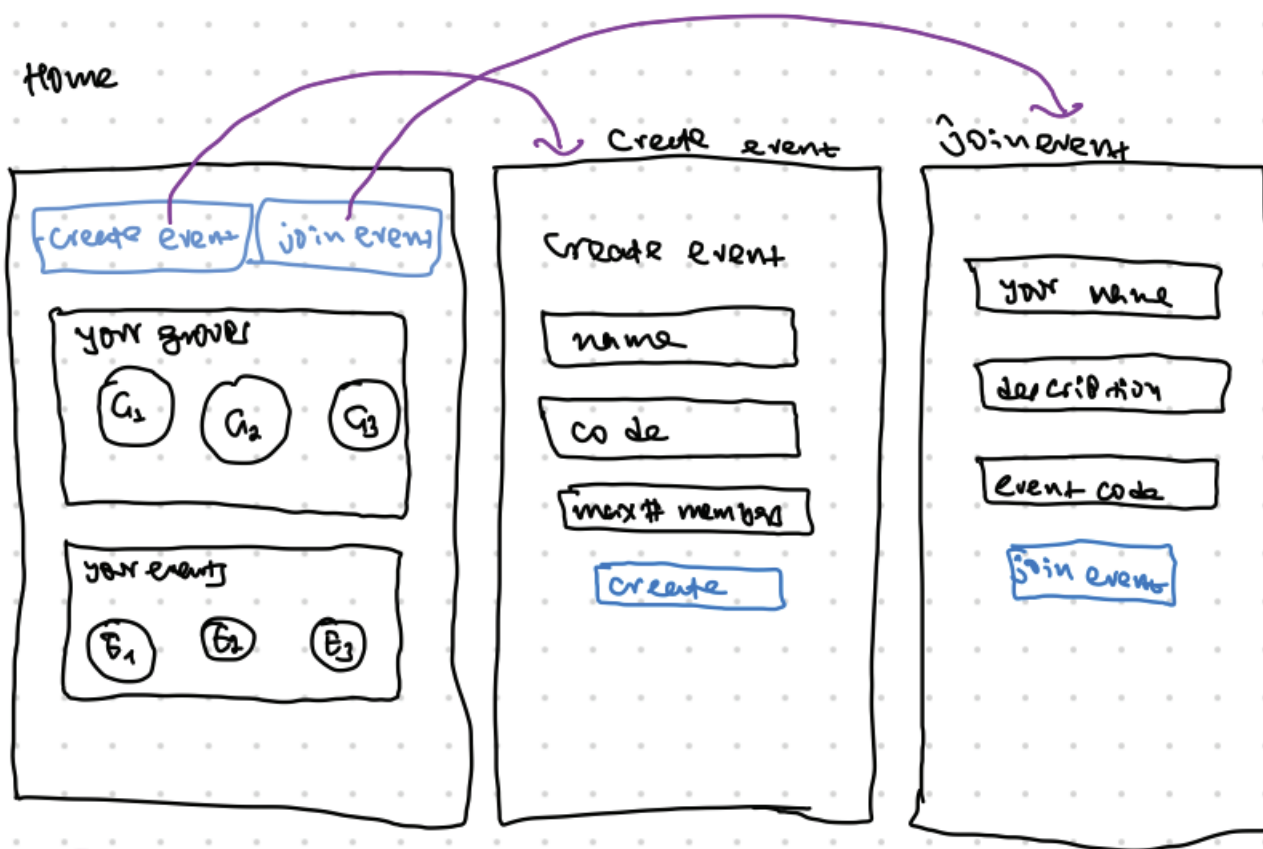 Home
create event
join event
your groups
G1
G2
G3
your events
E1
E2
E3
Create event
Create event
name
code
max # members
create
join event
your name
description
event code
join event